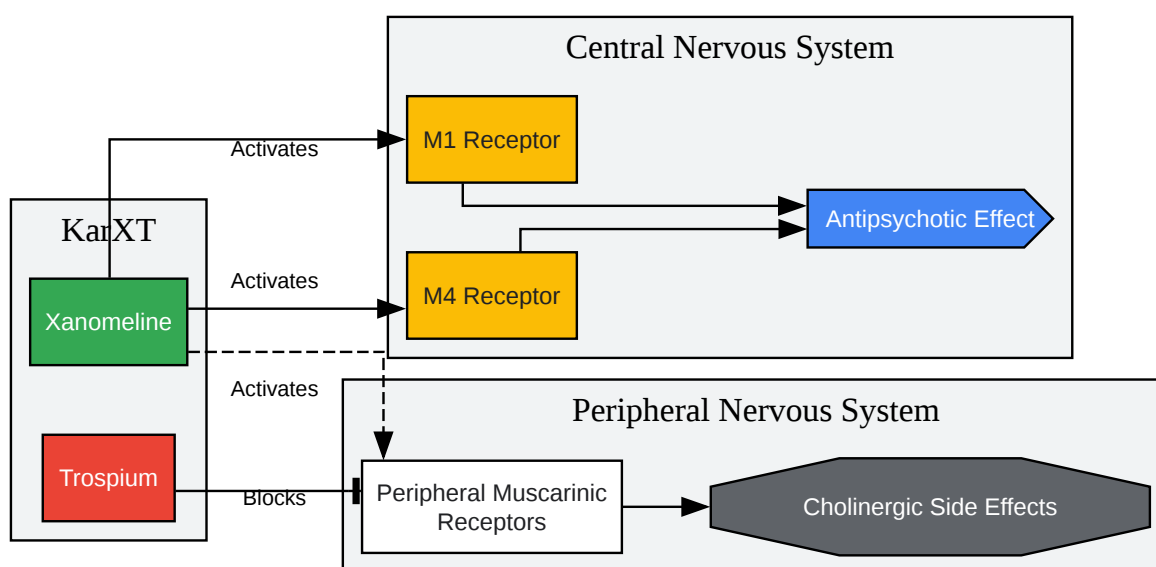 Central Nervous System
M1 Receptor
Activates
KarXT
Antipsychotic Effect
Activates
M4 Receptor
Xanomeline
Activates
Peripheral Nervous System
Trospium
Blocks
Peripheral Muscarinic
Receptors
Cholinergic Side Effects